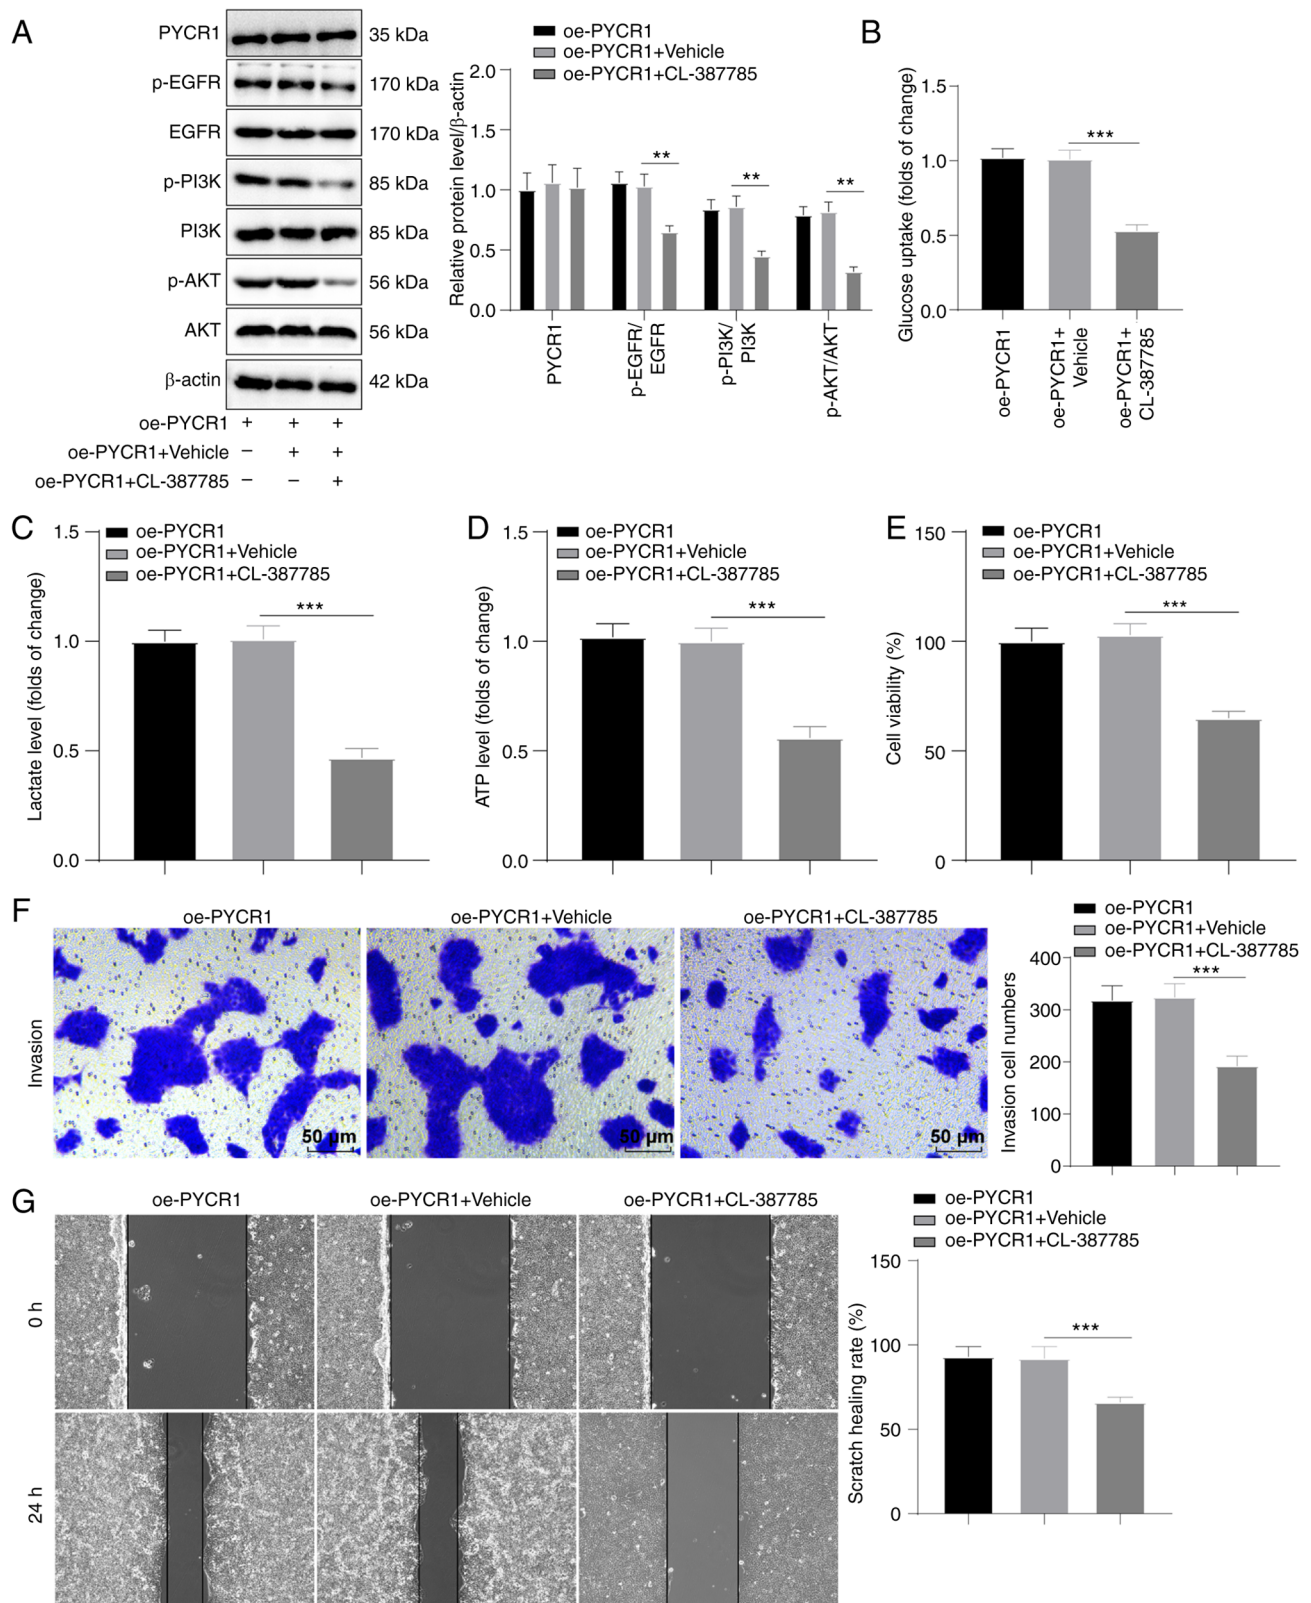 A
PYCR1
35 kDa
p-EGFR
170 kDa
EGFR
170 kDa
p-PI3K
85 kDa
PI3K
85 kDa
p-AKT
56 kDa
AKT
56 kDa
β-actin
42 kDa
oe-PYCR1 + + +
oe-PYCR1+Vehicle − + +
oe-PYCR1+CL-387785 − − +
oe-PYCR1
oe-PYCR1+Vehicle
oe-PYCR1+CL-387785
Relative protein level/β-actin
2.0
1.5
1.0
0.5
0.0
**
**
**
PYCR1
p-EGFR/
EGFR
p-PI3K/
PI3K
p-AKT/AKT
B
Glucose uptake (folds of change)
1.5
1.0
0.5
0.0
***
oe-PYCR1
oe-PYCR1+
Vehicle
oe-PYCR1+
CL-387785
C
oe-PYCR1
oe-PYCR1+Vehicle
oe-PYCR1+CL-387785
Lactate level (folds of change)
1.5
1.0
0.5
0.0
***
D
oe-PYCR1
oe-PYCR1+Vehicle
oe-PYCR1+CL-387785
ATP level (folds of change)
1.5
1.0
0.5
0.0
***
E
oe-PYCR1
oe-PYCR1+Vehicle
oe-PYCR1+CL-387785
Cell viability (%)
150
100
50
0
***
F
oe-PYCR1
oe-PYCR1+Vehicle
oe-PYCR1+CL-387785
Invasion
50 µm
50 µm
50 µm
oe-PYCR1
oe-PYCR1+Vehicle
oe-PYCR1+CL-387785
Invasion cell numbers
400
300
200
100
0
***
G
oe-PYCR1
oe-PYCR1+Vehicle
oe-PYCR1+CL-387785
0 h
24 h
oe-PYCR1
oe-PYCR1+Vehicle
oe-PYCR1+CL-387785
Scratch healing rate (%)
150
100
50
0
***